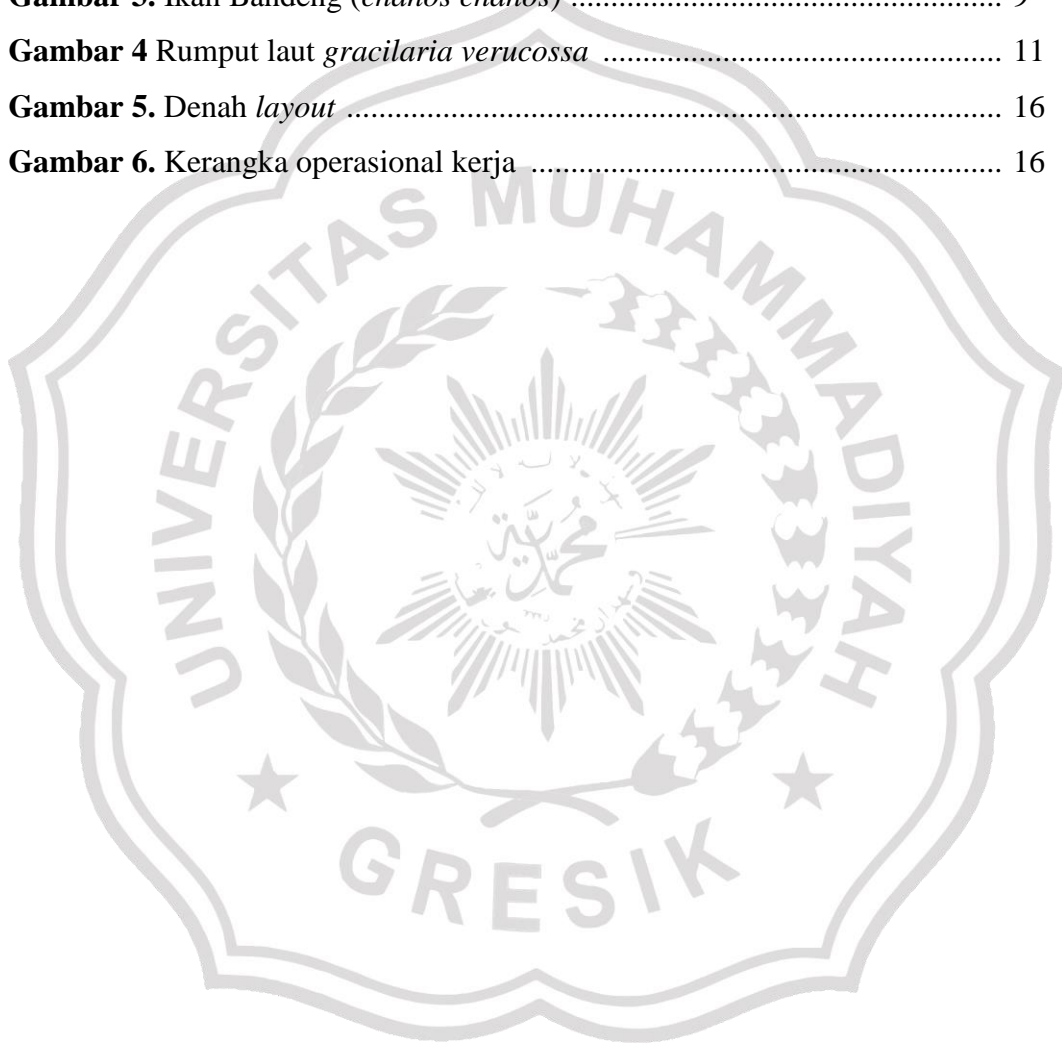 Gambar 3. Ikan Bandeng (chanos chanos) ...................................................... 9
Gambar 4 Rumput laut gracilaria verucossa .................................................. 11
Gambar 5. Denah layout .................................................................................. 16
Gambar 6. Kerangka operasional kerja ........................................................... 16
UNIVERSITAS MUHAMMADIYAH
GRESIK